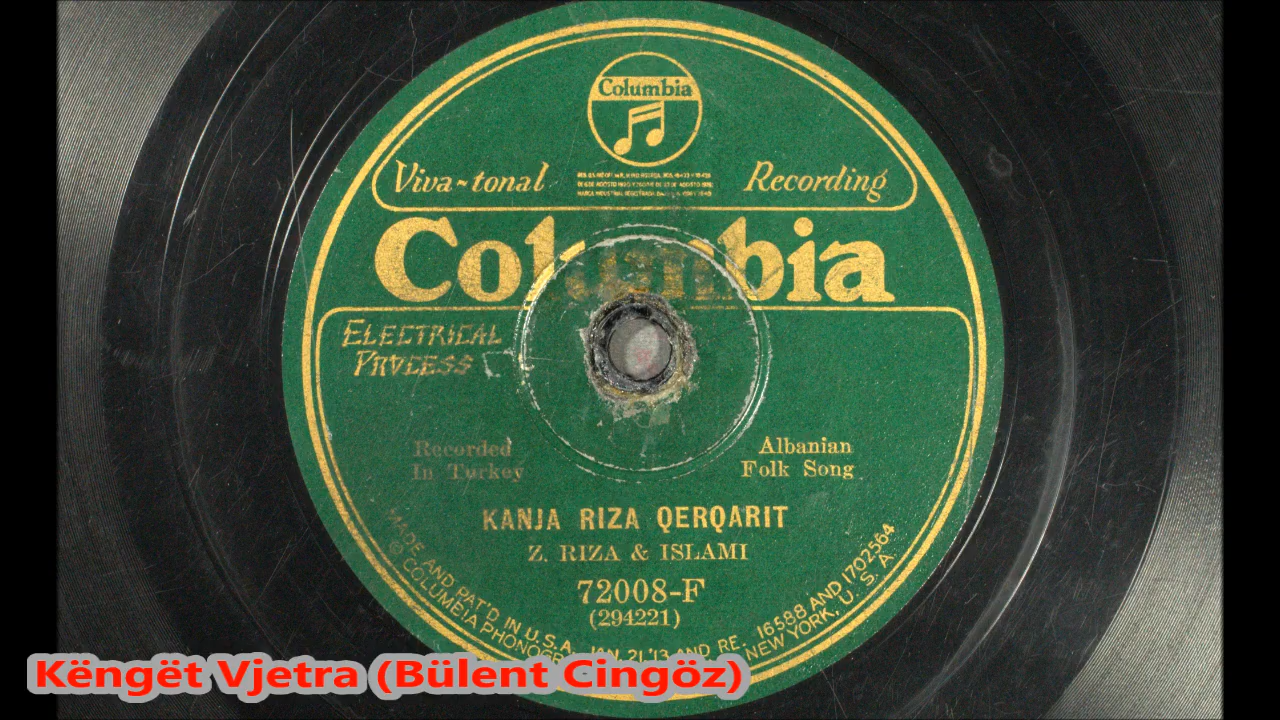 Columbia
Viva-tonal
Recording
Columbia
ELECTRICAL
PROCESS
Recorded
In Turkey
Albanian
Folk Song
KANJA RIZA QERQARIT
Z. RIZA & ISLAMI
72008-F
(294221)
MADE AND PAT'D IN U.S.A. JAN. 21 '13 AND RE. 16588 AND 1702564
© COLUMBIA NEW YORK, U. S. A
Këngët Vjetra (Bülent Cingöz)